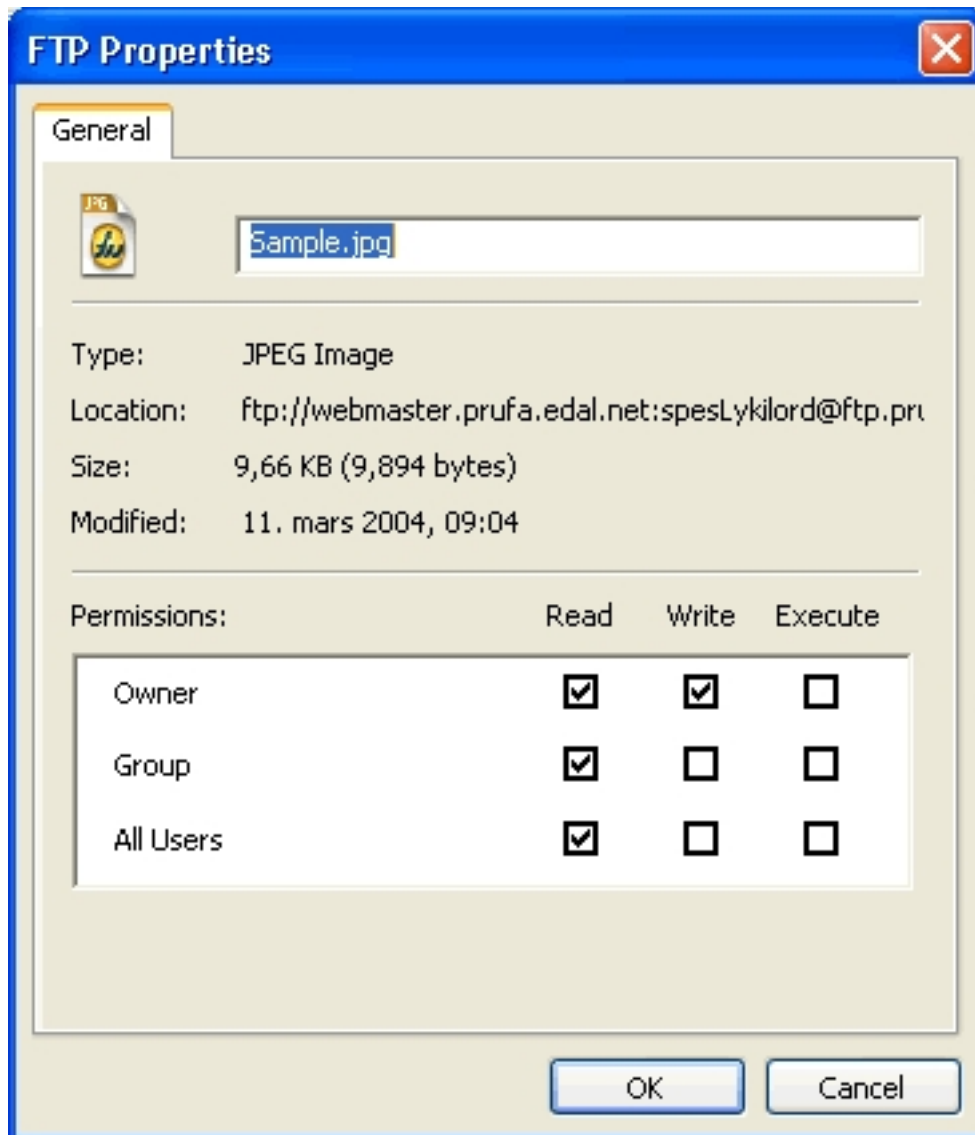 FTP Properties
General
JPG
Sample.jpg
Type: JPEG Image
Location: ftp://webmaster.prufa.edal.net:spesLykilord@ftp.pru
Size: 9,66 KB (9,894 bytes)
Modified: 11. mars 2004, 09:04
Permissions: Read Write Execute
Owner
Group
All Users
OK Cancel